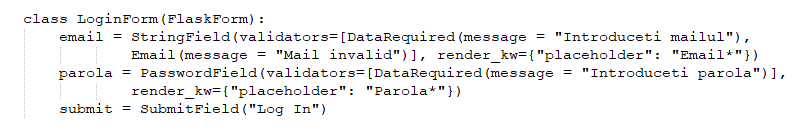 class LoginForm(FlaskForm):
    email = StringField(validators=[DataRequired(message = "Introduceti mailul"),
            Email(message = "Mail invalid")], render_kw={"placeholder": "Email*"})
    parola = PasswordField(validators=[DataRequired(message = "Introduceti parola")],
            render_kw={"placeholder": "Parola*"})
    submit = SubmitField("Log In")